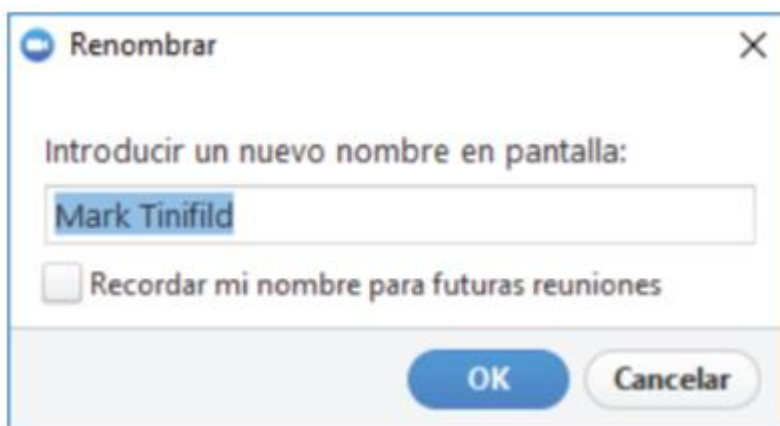 Renombrar
Introducir un nuevo nombre en pantalla:
Mark Tinifild
Recordar mi nombre para futuras reuniones
OK Cancelar